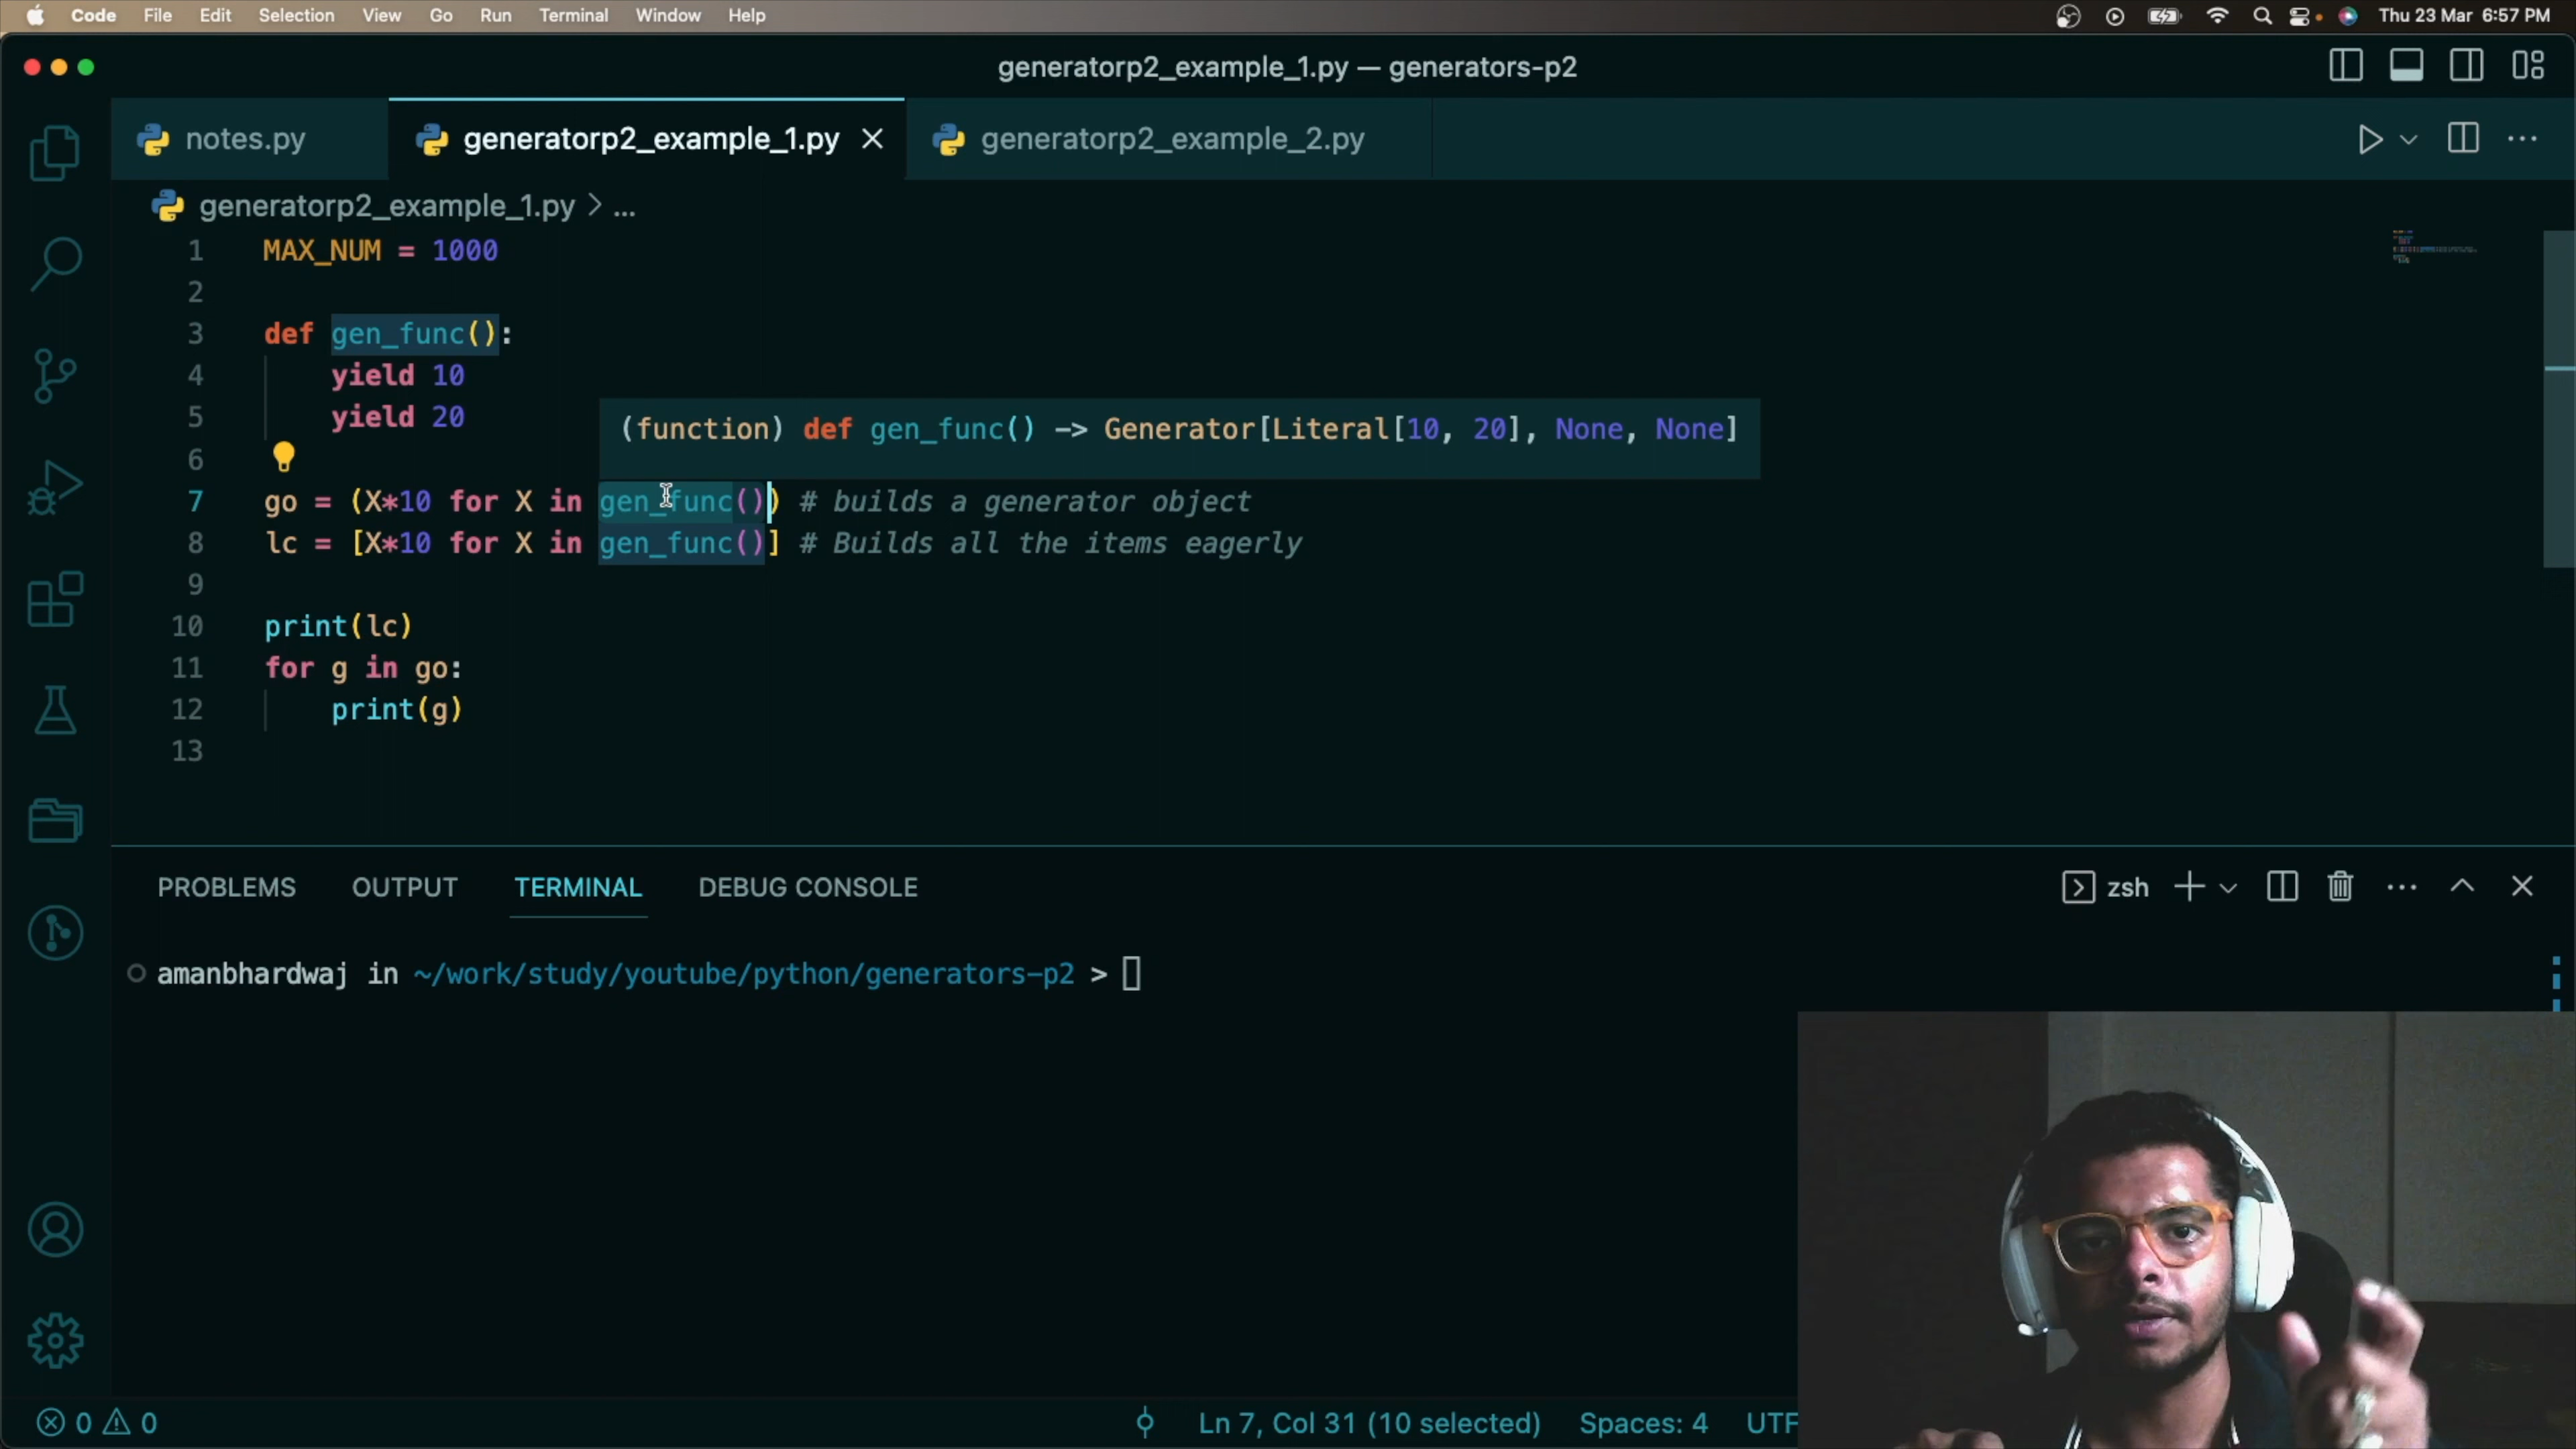 Code File Edit Selection View Go Run Terminal Window Help Thu 23 Mar 6:57 PM
generatorp2_example_1.py — generators-p2
notes.py generatorp2_example_1.py generatorp2_example_2.py
generatorp2_example_1.py > ...
1 MAX_NUM = 1000
2
3 def gen_func():
4 yield 10
5 yield 20
(function) def gen_func() -> Generator[Literal[10, 20], None, None]
6
7 go = (X*10 for X in gen_func()) # builds a generator object
8 lc = [X*10 for X in gen_func()] # Builds all the items eagerly
9
10 print(lc)
11 for g in go:
12 print(g)
13
PROBLEMS OUTPUT TERMINAL DEBUG CONSOLE zsh
amanbhardwaj in ~/work/study/youtube/python/generators-p2 >
0 0 Ln 7, Col 31 (10 selected) Spaces: 4 UTF